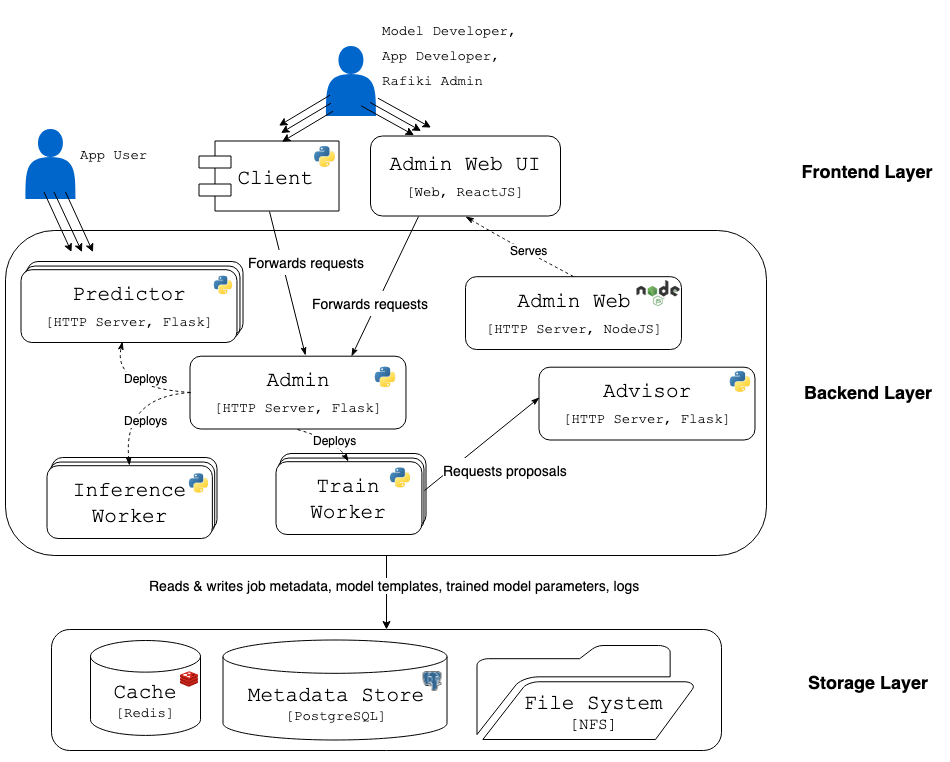 Model Developer,
App Developer,
Rafiki Admin
App User
Client
Admin Web UI
[Web, ReactJS]
Frontend Layer
Forwards requests
Forwards requests
Serves
Predictor
[HTTP Server, Flask]
Admin Web
node
JS
[HTTP Server, NodeJS]
Deploys
Admin
[HTTP Server, Flask]
Advisor
[HTTP Server, Flask]
Backend Layer
Deploys
Deploys
Requests proposals
Inference
Worker
Train
Worker
Reads & writes job metadata, model templates, trained model parameters, logs
Cache
[Redis]
Metadata Store
[PostgreSQL]
File System
[NFS]
Storage Layer